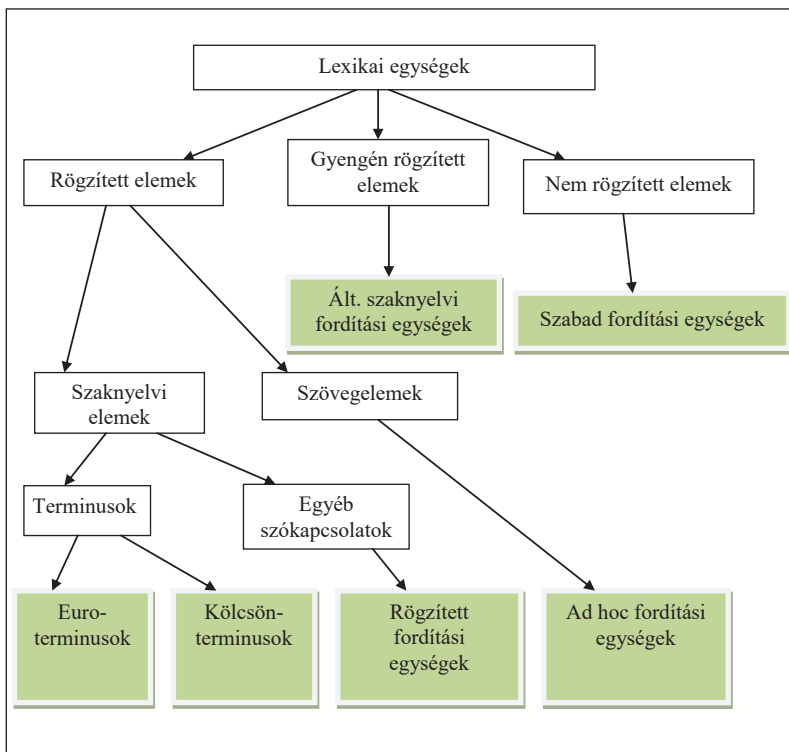 Lexikai egységek
Rögzített elemek
Gyengén rögzített
elemek
Nem rögzített elemek
Ált. szaknyelvi
fordítási egységek
Szabad fordítási egységek
Szaknyelvi
elemek
Szövegelemek
Terminusok
Egyéb
szókapcsolatok
Euro-
terminusok
Kölcsön-
terminusok
Rögzített
fordítási
egységek
Ad hoc fordítási
egységek